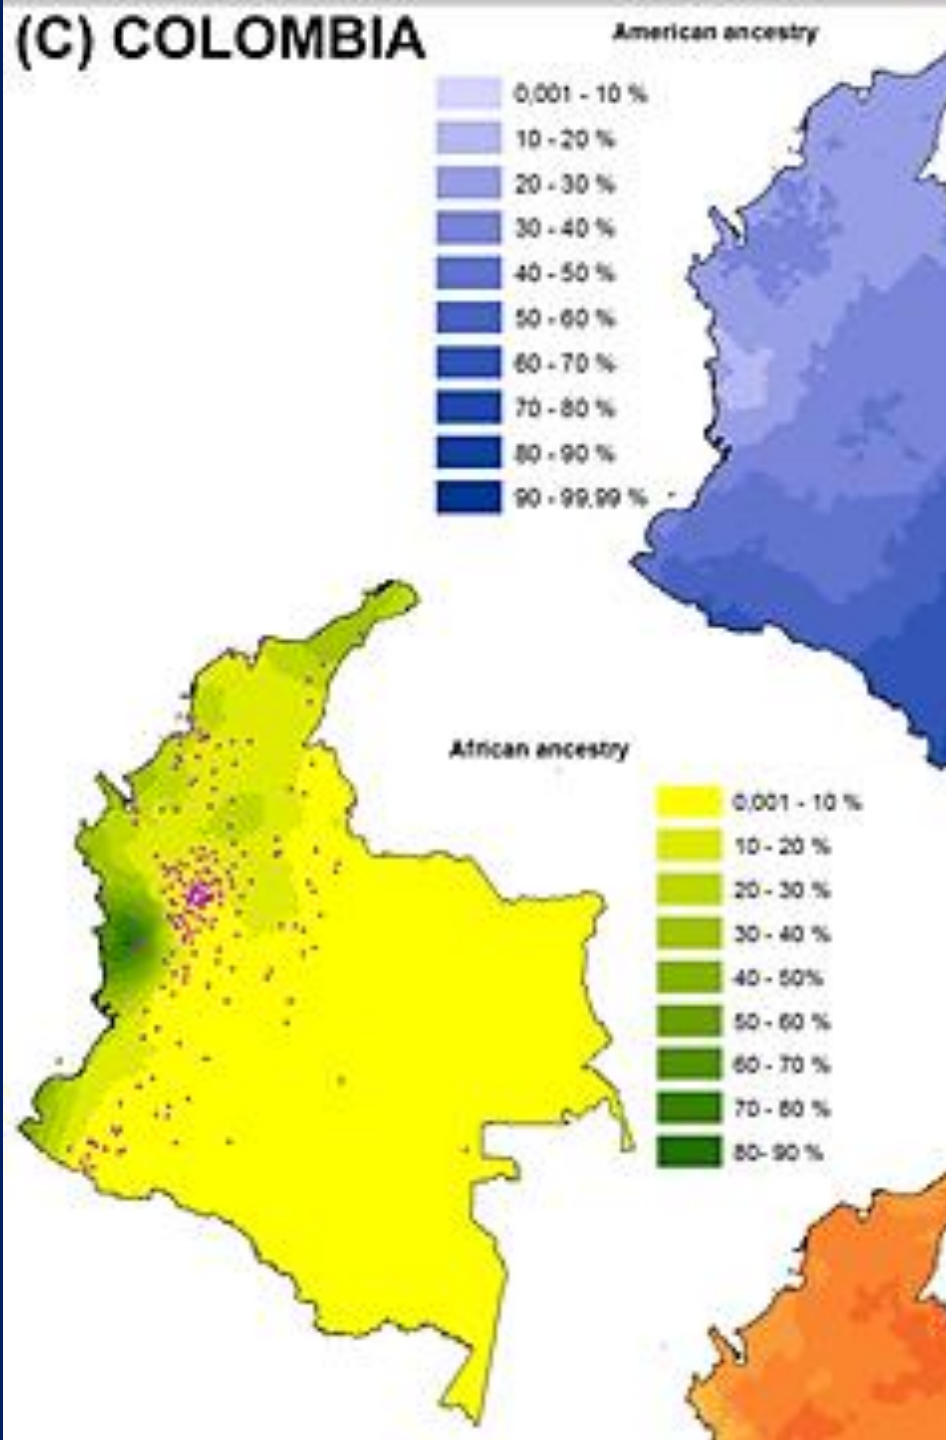 (C) COLOMBIA
American ancestry
0,001 - 10 %
10 - 20 %
20 - 30 %
30 - 40 %
40 - 50 %
50 - 60 %
60 - 70 %
70 - 80 %
80 - 90 %
90 - 99,99 %
African ancestry
0,001 - 10 %
10 - 20 %
20 - 30 %
30 - 40 %
40 - 50%
50 - 60 %
60 - 70 %
70 - 80 %
80- 90 %